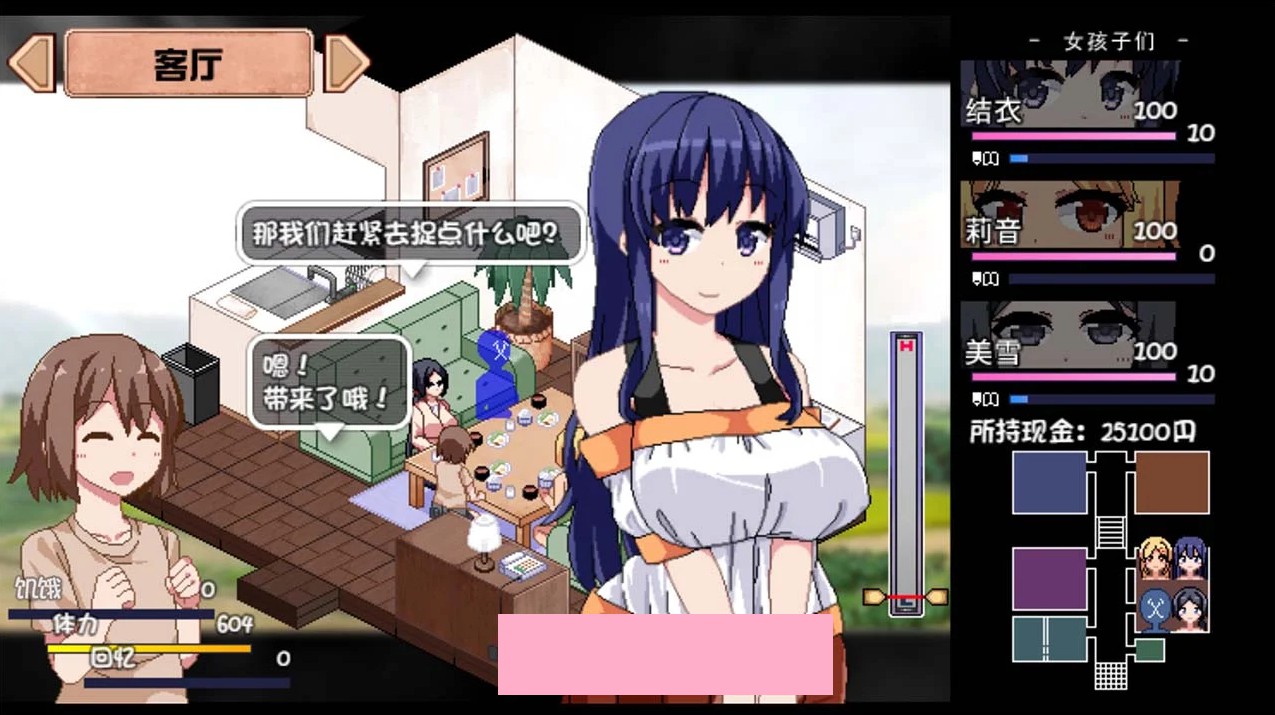 客厅
那我们赶紧去捉点什么吧?
嗯!
带来了哦!
父
饥饿 0
体力 604
回忆 0
H
L
- 女孩子们 -
结衣 100
10
莉音 100
0
美雪 100
10
所持现金: 25100円
父